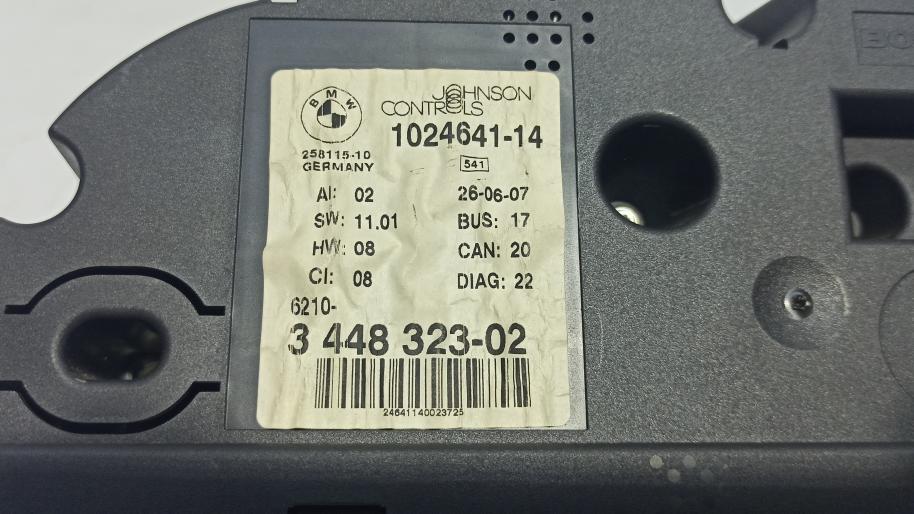 BMW
JOHNSON
CONTROLS
1024641-14
258115-10
GERMANY
541
AI: 02 26-06-07
SW: 11.01 BUS: 17
HW: 08 CAN: 20
CI: 08 DIAG: 22
6210-
3 448 323-02
24641140023725